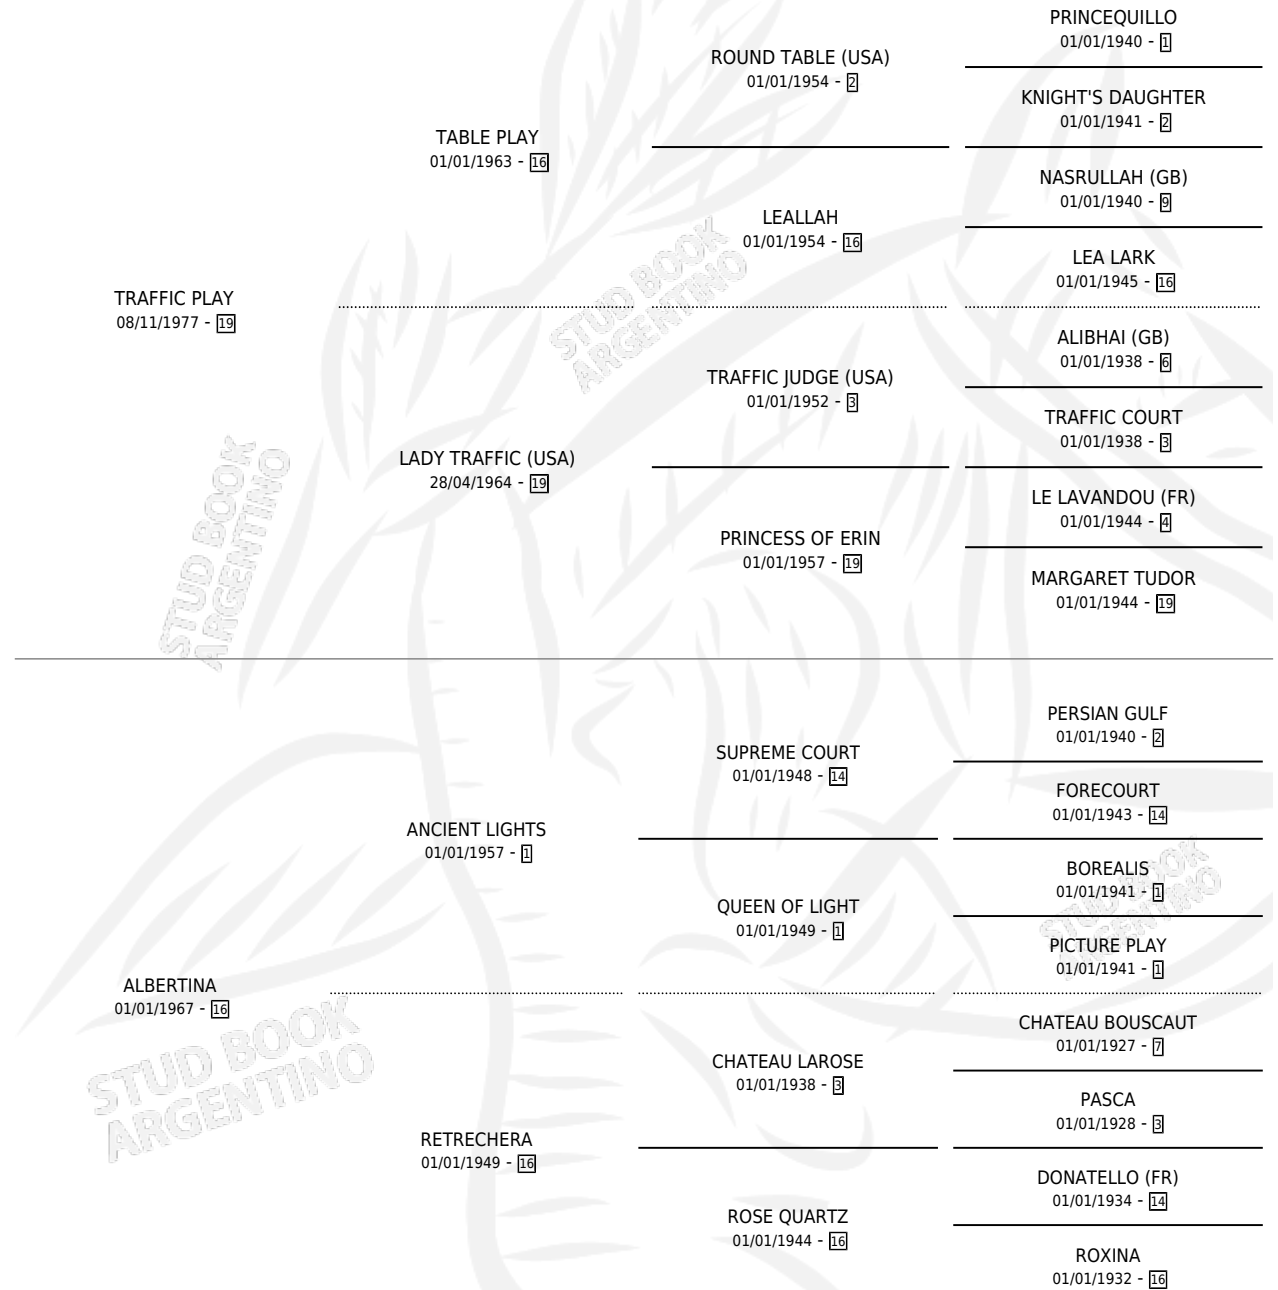 PRINCEQUILLO
01/01/1940 - 1
ROUND TABLE (USA)
01/01/1954 - 2
KNIGHT'S DAUGHTER
01/01/1941 - 2
TABLE PLAY
01/01/1963 - 16
NASRULLAH (GB)
01/01/1940 - 9
LEALLAH
01/01/1954 - 16
LEA LARK
01/01/1945 - 16
STUD BOOK
ARGENTINO
TRAFFIC PLAY
08/11/1977 - 19
ALIBHAI (GB)
01/01/1938 - 6
TRAFFIC JUDGE (USA)
01/01/1952 - 3
TRAFFIC COURT
01/01/1938 - 3
LADY TRAFFIC (USA)
28/04/1964 - 19
LE LAVANDOU (FR)
01/01/1944 - 4
PRINCESS OF ERIN
01/01/1957 - 19
MARGARET TUDOR
01/01/1944 - 19
STUD BOOK
ARGENTINO
PERSIAN GULF
01/01/1940 - 2
SUPREME COURT
01/01/1948 - 14
FORECOURT
01/01/1943 - 14
ANCIENT LIGHTS
01/01/1957 - 1
BOREALIS
01/01/1941 - 1
QUEEN OF LIGHT
01/01/1949 - 1
PICTURE PLAY
01/01/1941 - 1
STUD BOOK
ARGENTINO
ALBERTINA
01/01/1967 - 16
CHATEAU BOUSCAUT
01/01/1927 - 7
CHATEAU LAROSE
01/01/1938 - 3
PASCA
01/01/1928 - 3
STUD BOOK
ARGENTINO
RETRECHERA
01/01/1949 - 16
DONATELLO (FR)
01/01/1934 - 14
ROSE QUARTZ
01/01/1944 - 16
ROXINA
01/01/1932 - 16